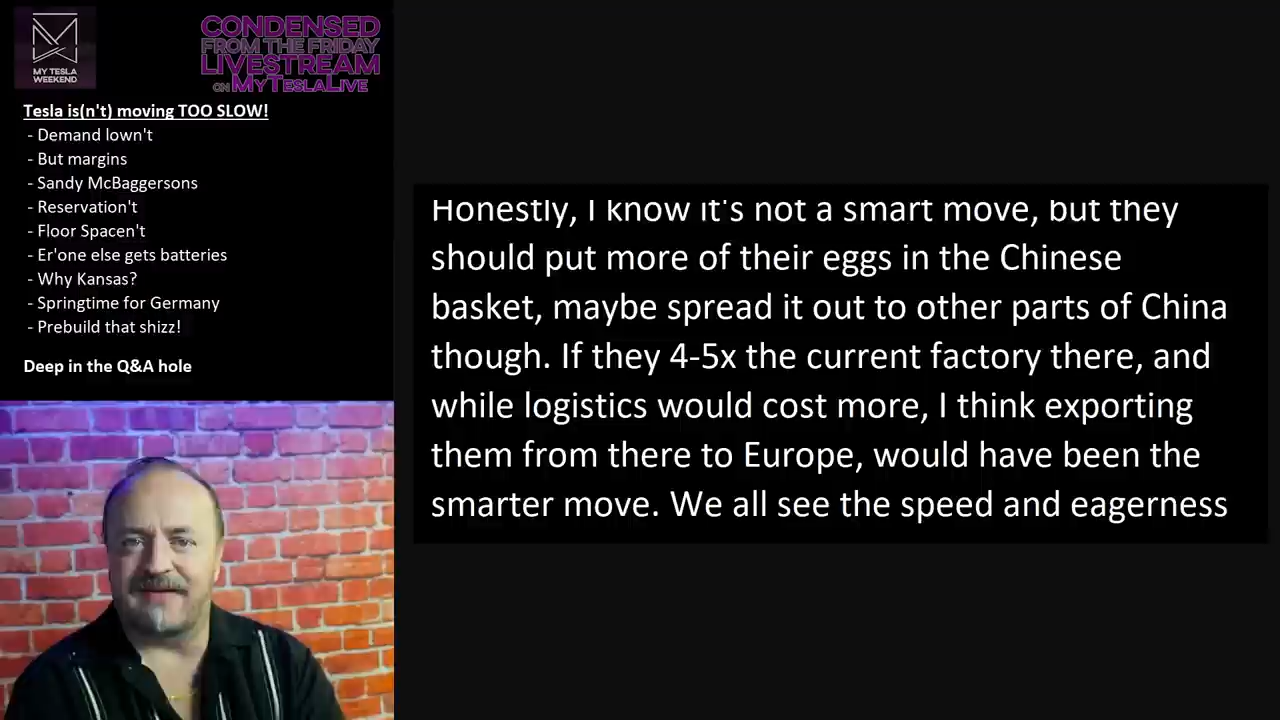 MY TESLA
WEEKEND
CONDENSED
FROM THE FRIDAY
LIVESTREAM
ON MYTESLALIVE
Tesla is(n't) moving TOO SLOW!
- Demand lown't
- But margins
- Sandy McBaggersons
- Reservation't
- Floor Spacen't
- Er'one else gets batteries
- Why Kansas?
- Springtime for Germany
- Prebuild that shizz!
Deep in the Q&A hole
Honestly, I know it's not a smart move, but they
should put more of their eggs in the Chinese
basket, maybe spread it out to other parts of China
though. If they 4-5x the current factory there, and
while logistics would cost more, I think exporting
them from there to Europe, would have been the
smarter move. We all see the speed and eagerness